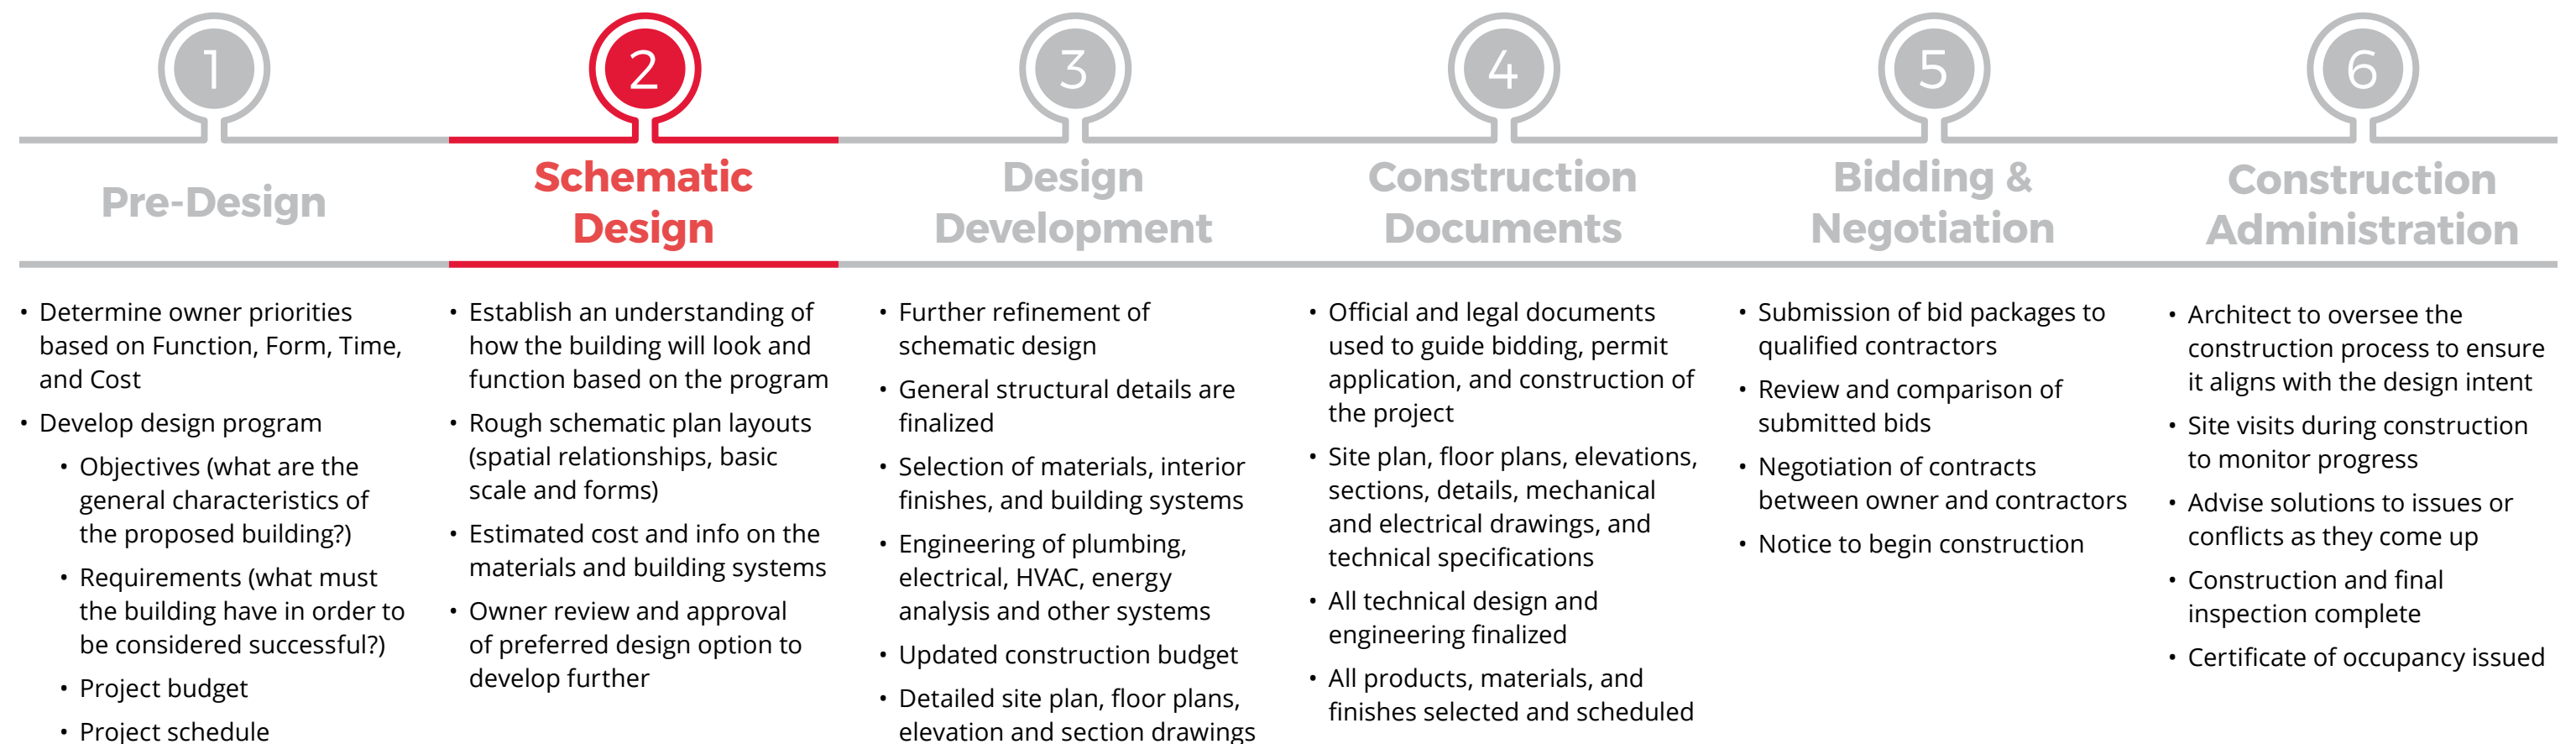 1
Pre-Design
• Determine owner priorities
based on Function, Form, Time,
and Cost
• Develop design program
• Objectives (what are the
general characteristics of
the proposed building?)
• Requirements (what must
the building have in order to
be considered successful?)
• Project budget
• Project schedule
2
Schematic
Design
• Establish an understanding of
how the building will look and
function based on the program
• Rough schematic plan layouts
(spatial relationships, basic
scale and forms)
• Estimated cost and info on the
materials and building systems
• Owner review and approval
of preferred design option to
develop further
3
Design
Development
• Further refinement of
schematic design
• General structural details are
finalized
• Selection of materials, interior
finishes, and building systems
• Engineering of plumbing,
electrical, HVAC, energy
analysis and other systems
• Updated construction budget
• Detailed site plan, floor plans,
elevation and section drawings
4
Construction
Documents
• Official and legal documents
used to guide bidding, permit
application, and construction of
the project
• Site plan, floor plans, elevations,
sections, details, mechanical
and electrical drawings, and
technical specifications
• All technical design and
engineering finalized
• All products, materials, and
finishes selected and scheduled
5
Bidding &
Negotiation
• Submission of bid packages to
qualified contractors
• Review and comparison of
submitted bids
• Negotiation of contracts
between owner and contractors
• Notice to begin construction
6
Construction
Administration
• Architect to oversee the
construction process to ensure
it aligns with the design intent
• Site visits during construction
to monitor progress
• Advise solutions to issues or
conflicts as they come up
• Construction and final
inspection complete
• Certificate of occupancy issued